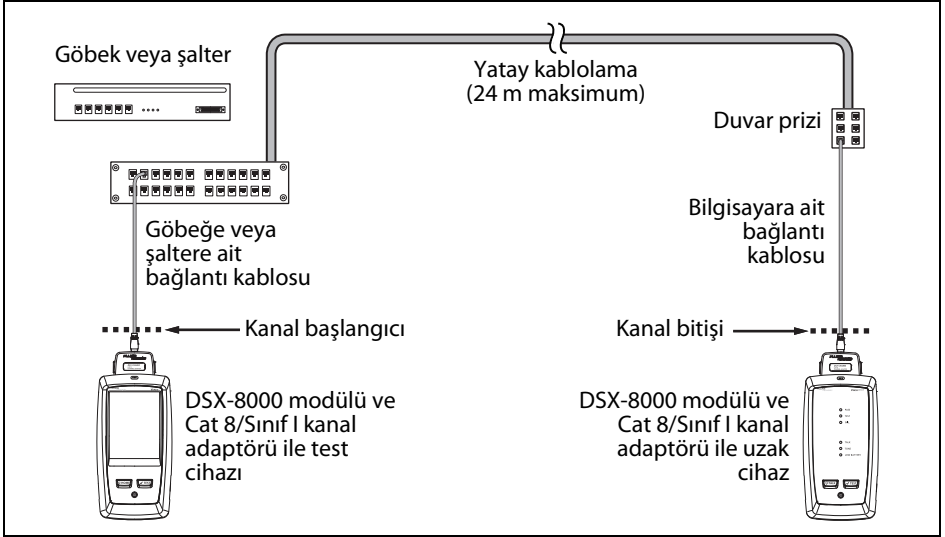 Göbek veya şalter
Yatay kablolama
(24 m maksimum)
Duvar prizi
Göbeğe veya
şaltere ait
bağlantı kablosu
Bilgisayara ait
bağlantı
kablosu
Kanal başlangıcı
Kanal bitişi
DSX-8000 modülü ve
Cat 8/Sınıf I kanal
adaptörü ile test
cihazı
DSX-8000 modülü ve
Cat 8/Sınıf I kanal
adaptörü ile uzak
cihaz